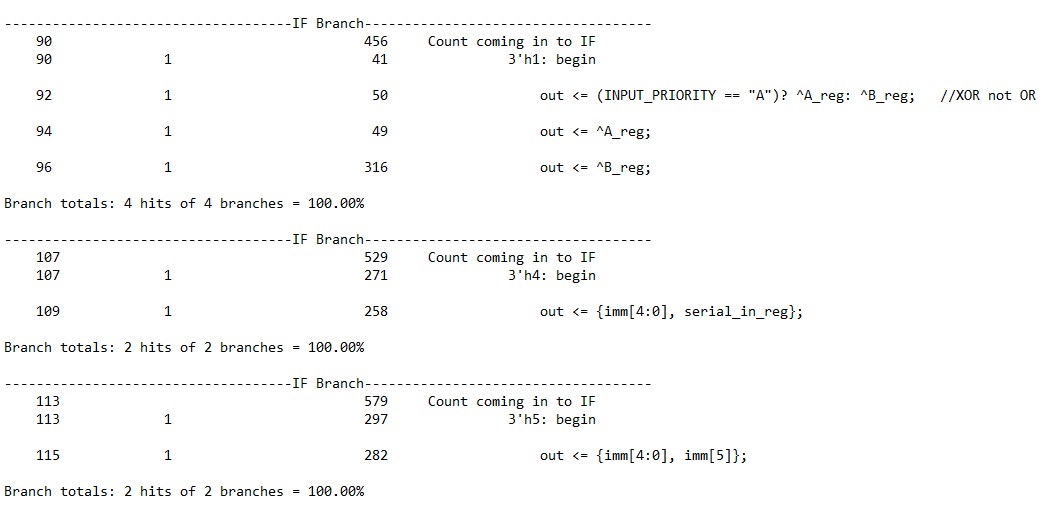 ------------------------------------IF Branch------------------------------------
    90                                       456     Count coming in to IF
    90              1                         41               3'h1: begin
    92              1                         50                   out <= (INPUT_PRIORITY == "A")? ^A_reg: ^B_reg;   //XOR not OR
    94              1                         49                   out <= ^A_reg;
    96              1                        316                   out <= ^B_reg;
Branch totals: 4 hits of 4 branches = 100.00%
------------------------------------IF Branch------------------------------------
    107                                      529     Count coming in to IF
    107             1                        271               3'h4: begin
    109             1                        258                   out <= {imm[4:0], serial_in_reg};
Branch totals: 2 hits of 2 branches = 100.00%
------------------------------------IF Branch------------------------------------
    113                                      579     Count coming in to IF
    113             1                        297               3'h5: begin
    115             1                        282                   out <= {imm[4:0], imm[5]};
Branch totals: 2 hits of 2 branches = 100.00%